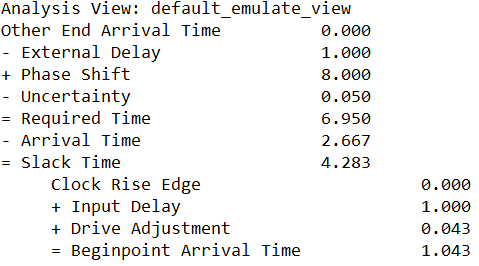 Analysis View: default_emulate_view
Other End Arrival Time 0.000
- External Delay 1.000
+ Phase Shift 8.000
- Uncertainty 0.050
= Required Time 6.950
- Arrival Time 2.667
= Slack Time 4.283
Clock Rise Edge 0.000
+ Input Delay 1.000
+ Drive Adjustment 0.043
= Beginpoint Arrival Time 1.043